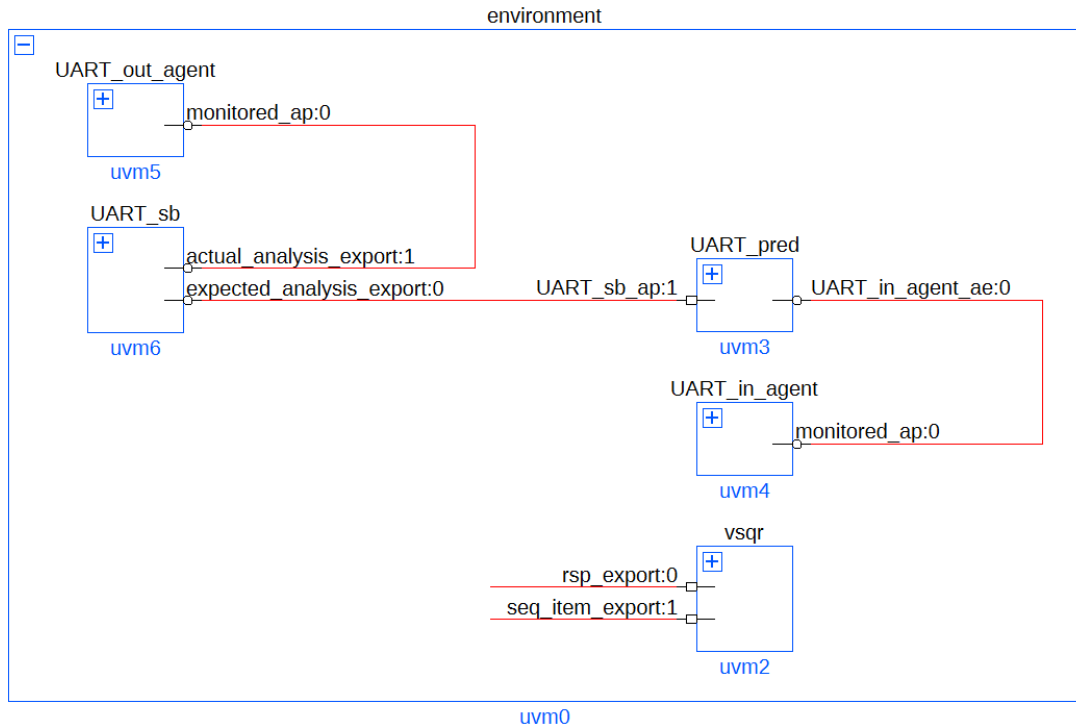 environment
UART_out_agent
monitored_ap:0
uvm5
UART_sb
actual_analysis_export:1
expected_analysis_export:0
uvm6
UART_pred
UART_sb_ap:1
UART_in_agent_ae:0
uvm3
UART_in_agent
monitored_ap:0
uvm4
vsqr
rsp_export:0
seq_item_export:1
uvm2
uvm0